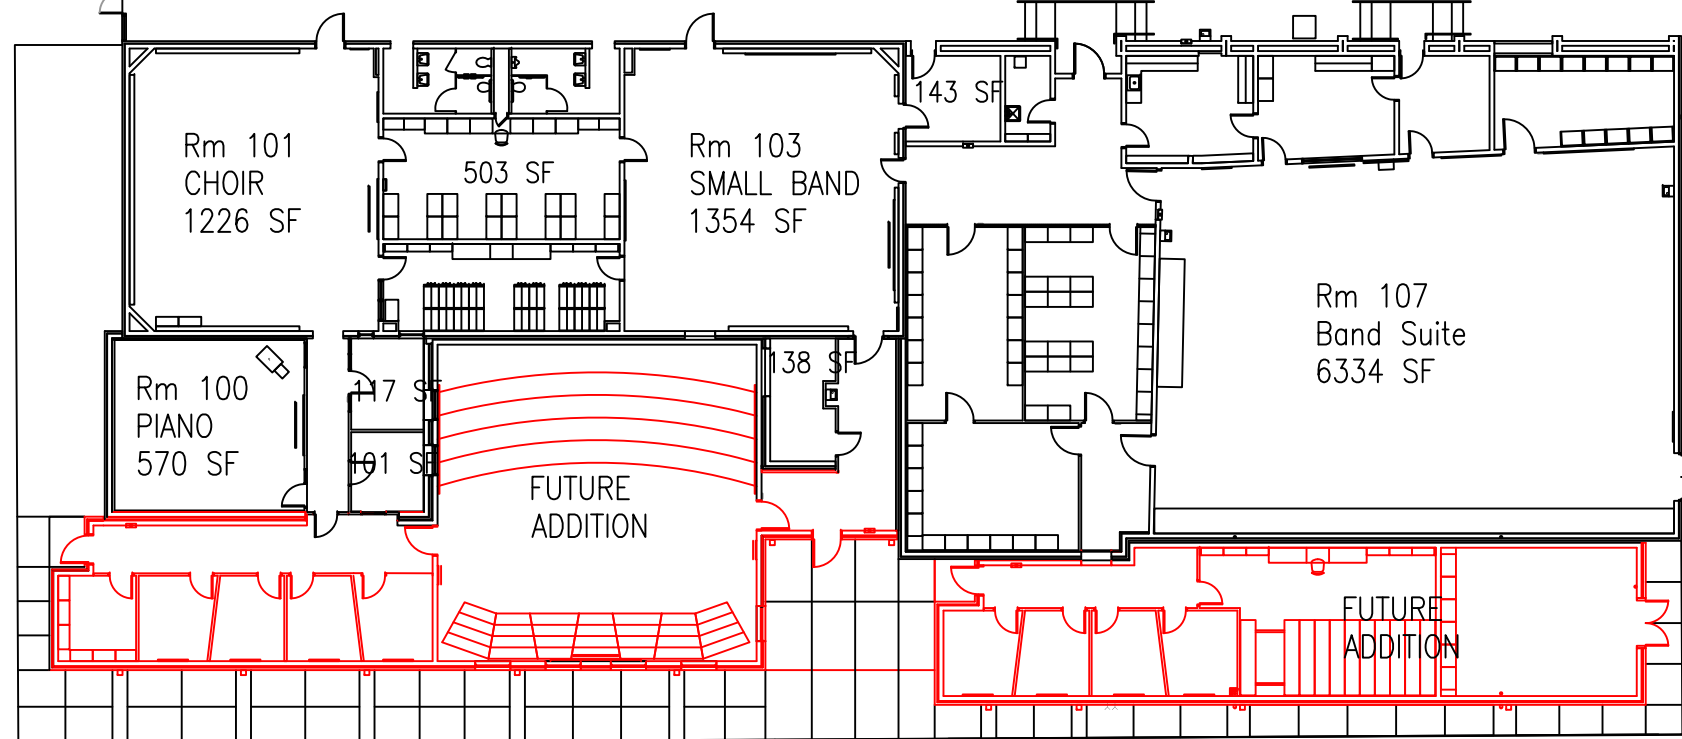 143 SF
Rm 101
CHOIR
1226 SF
503 SF
Rm 103
SMALL BAND
1354 SF
Rm 107
Band Suite
6334 SF
Rm 100
PIANO
570 SF
117 SF
101 SF
138 SF
FUTURE
ADDITION
FUTURE
ADDITION